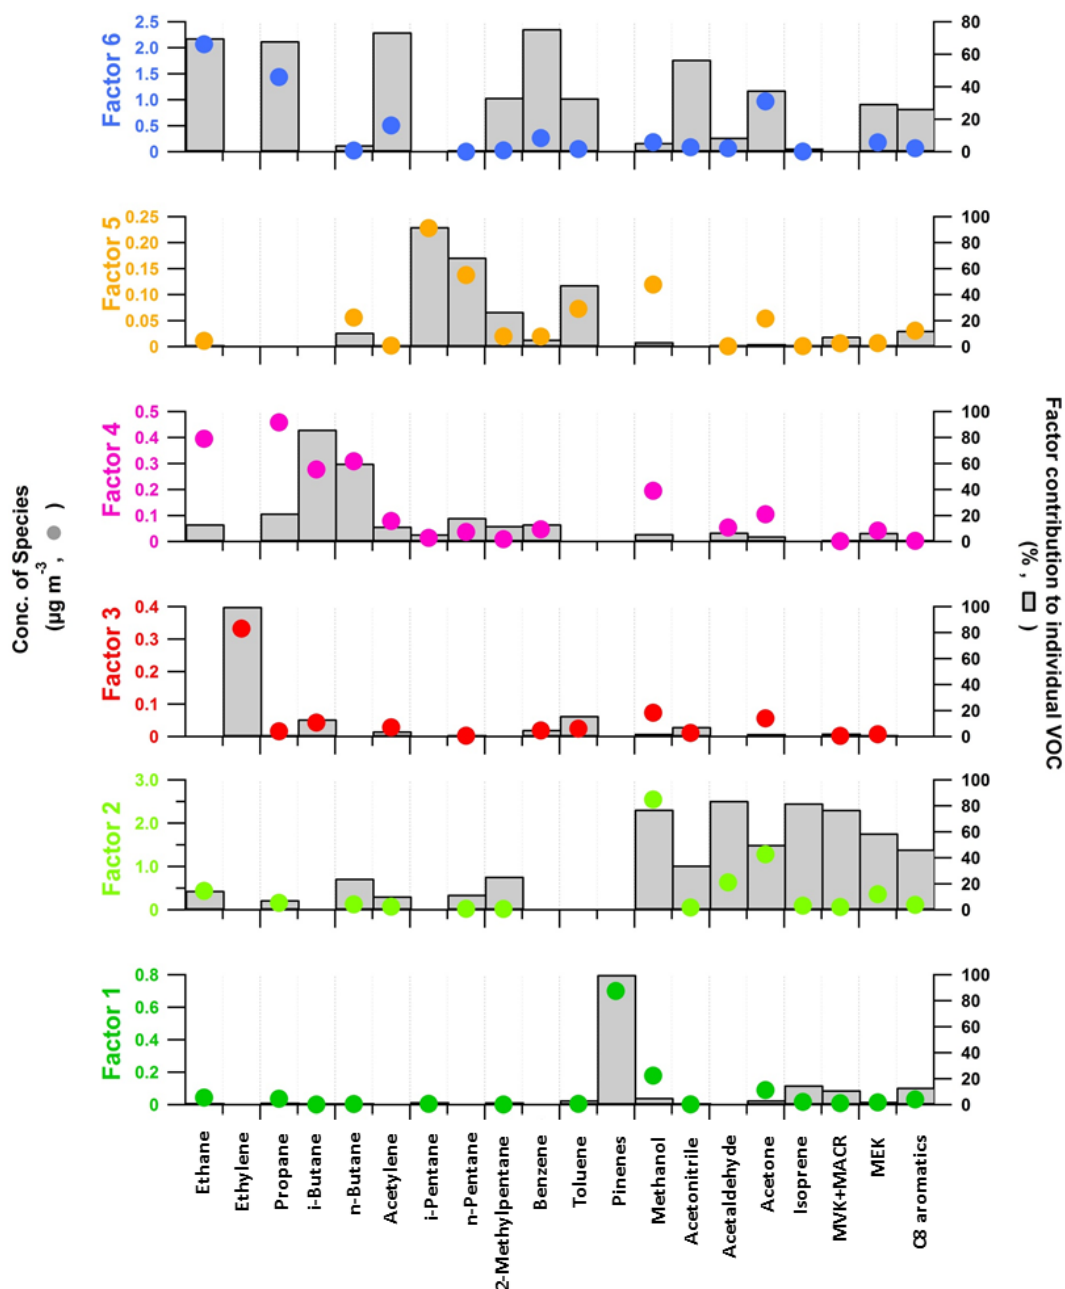 Factor 6
2.5
2.0
1.5
1.0
0.5
0
80
60
40
20
0
Factor 5
0.25
0.20
0.15
0.10
0.05
0
100
80
60
40
20
0
Factor 4
0.5
0.4
0.3
0.2
0.1
0
100
80
60
40
20
0
Factor 3
0.4
0.3
0.2
0.1
0
100
80
60
40
20
0
Factor 2
3.0
2.0
1.0
0
100
80
60
40
20
0
Factor 1
0.8
0.6
0.4
0.2
0
100
80
60
40
20
0
Conc. of Species
(µg m⁻³, ● )
Factor contribution to individual VOC
(% , )
Ethane
Ethylene
Propane
i-Butane
n-Butane
Acetylene
i-Pentane
n-Pentane
2-Methylpentane
Benzene
Toluene
Pinenes
Methanol
Acetonitrile
Acetaldehyde
Acetone
Isoprene
MVK+MACR
MEK
C8 aromatics